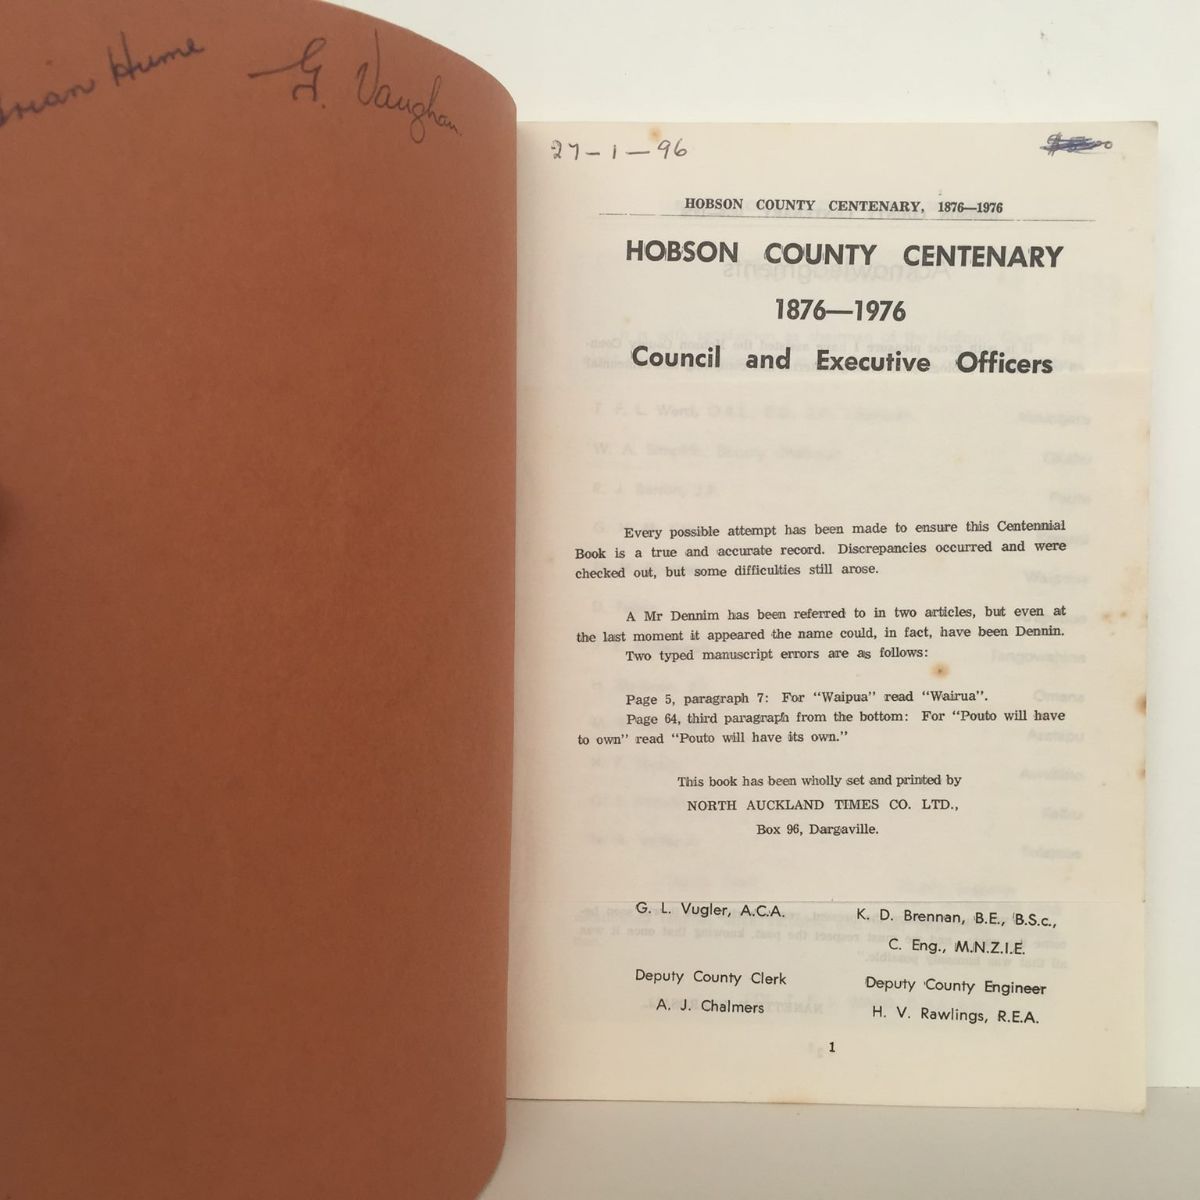 Hume
G. Vaughan
27-1-96
HOBSON COUNTY CENTENARY, 1876—1976
HOBSON COUNTY CENTENARY
1876—1976
Council and Executive Officers
T. F. L. Ward,
W. A. Simpkin, Deputy Chairman
Every possible attempt has been made to ensure this Centennial
Book is a true and accurate record. Discrepancies occurred and were
checked out, but some difficulties still arose.
A Mr Dennim has been referred to in two articles, but even at
the last moment it appeared the name could, in fact, have been Dennin.
Two typed manuscript errors are as follows:
Page 5, paragraph 7: For "Waipua" read "Wairua".
Page 64, third paragraph from the bottom: For "Pouto will have
to own" read "Pouto will have its own."
This book has been wholly set and printed by
NORTH AUCKLAND TIMES CO. LTD.,
Box 96, Dargaville.
G. L. Vugler, A.C.A.
K. D. Brennan, B.E., B.S.c.,
C. Eng., M.N.Z.I.E.
Deputy County Clerk
Deputy County Engineer
A. J. Chalmers
H. V. Rawlings, R.E.A.
1